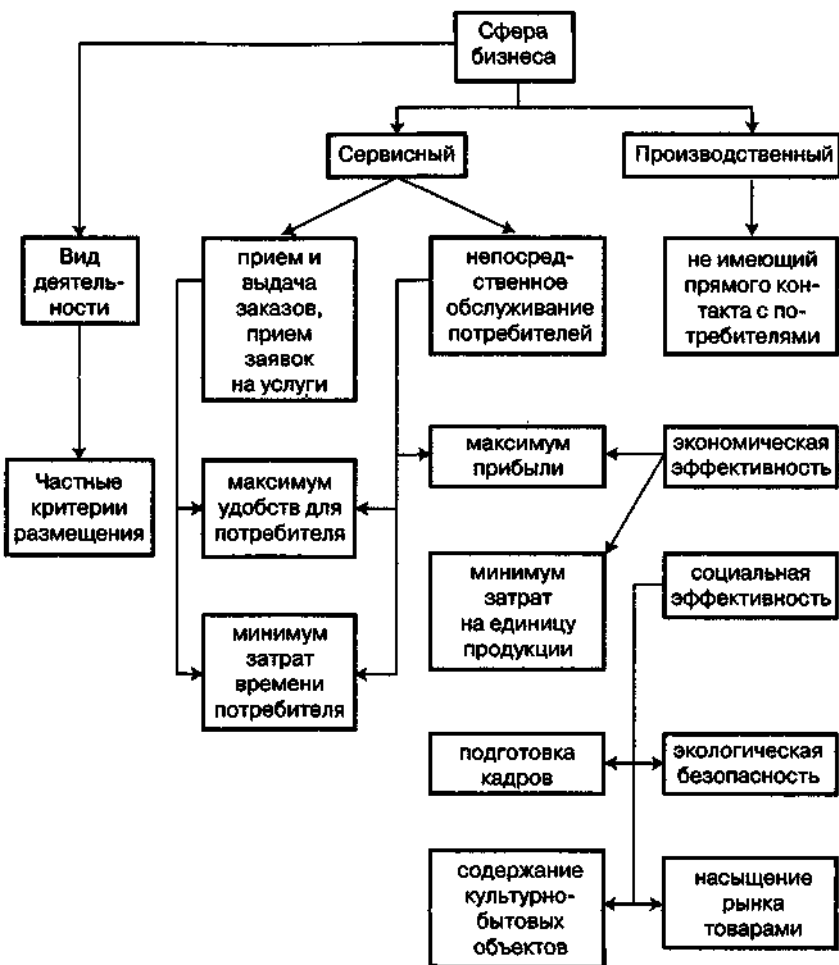 Сфера
бизнеса
Сервисный
Производственный
Вид
деятель-
ности
прием и
выдача
заказов,
прием
заявок
на услуги
непосред-
ственное
обслуживание
потребителей
не имеющий
прямого кон-
такта с по-
требителями
Частные
критерии
размещения
максимум
удобств для
потребителя
максимум
прибыли
экономическая
эффективность
минимум
затрат
времени
потребителя
минимум
затрат
на единицу
продукции
социальная
эффективность
подготовка
кадров
экологическая
безопасность
содержание
культурно-
бытовых
объектов
насыщение
рынка
товарами